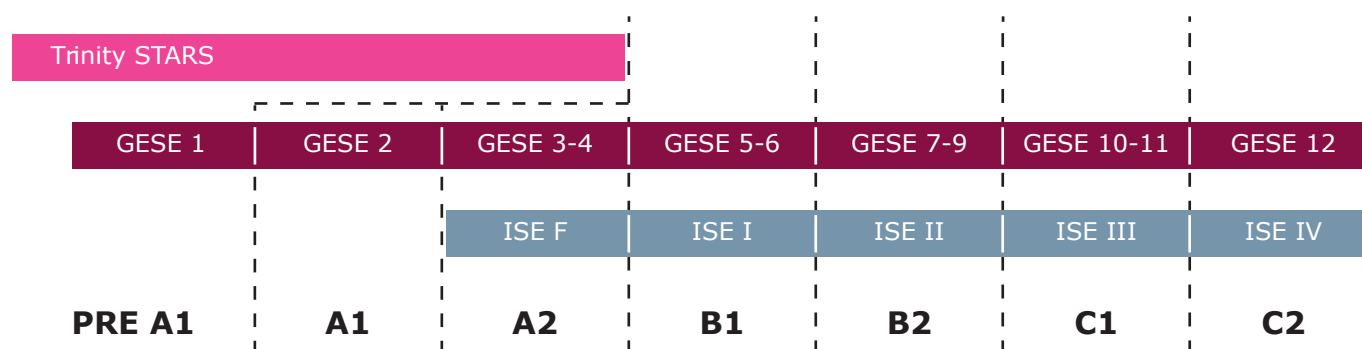 Trinity STARS
GESE 1 GESE 2 GESE 3-4 GESE 5-6 GESE 7-9 GESE 10-11 GESE 12
ISE F ISE I ISE II ISE III ISE IV
PRE A1 A1 A2 B1 B2 C1 C2